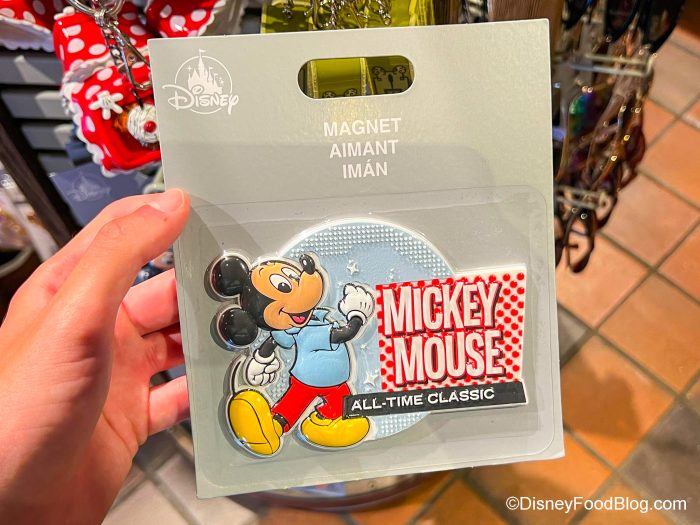 Disney
MAGNET
AIMANT
IMÁN
MICKEY
MOUSE
ALL-TIME CLASSIC
©DisneyFoodBlog.com